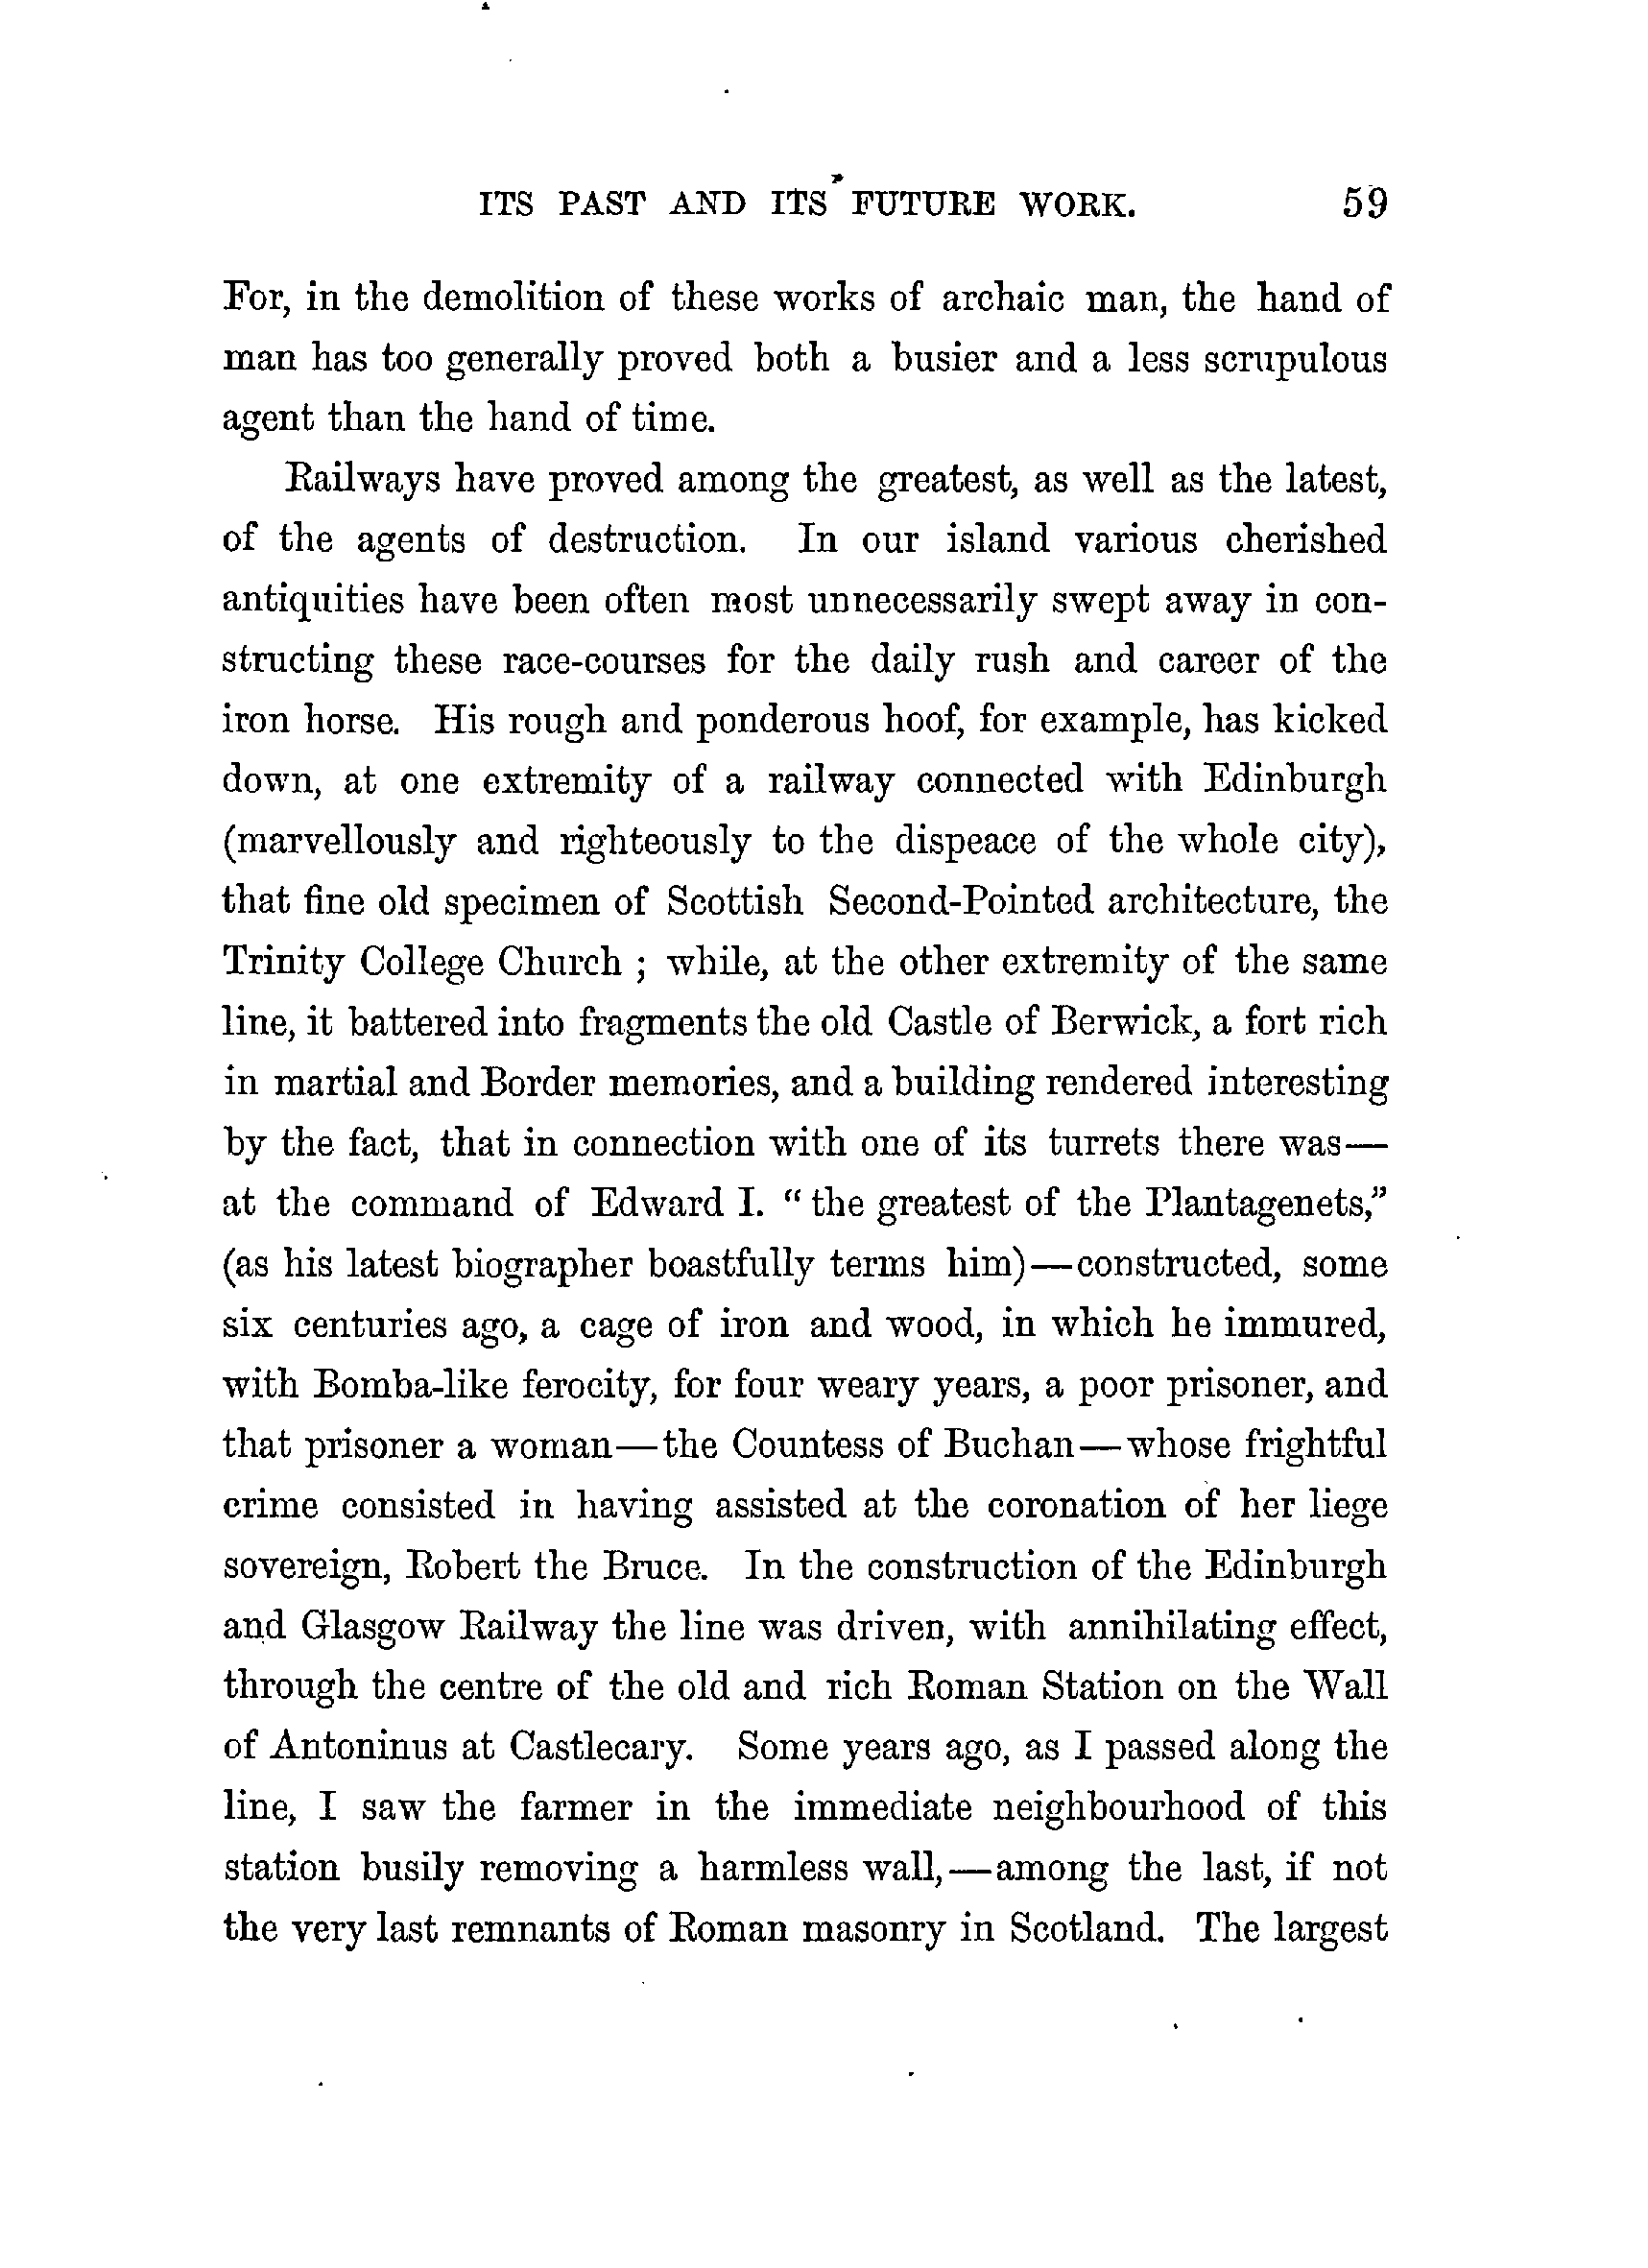 ITS PAST AND ITS FUTURE WORK. 59
For, in the demolition of these works of archaic man, the hand of
man has too generally proved both a busier and a less scrupulous
agent than the hand of time.
Railways have proved among the greatest, as well as the latest,
of the agents of destruction. In our island various cherished
antiquities have been often most unnecessarily swept away in con-
structing these race-courses for the daily rush and career of the
iron horse. His rough and ponderous hoof, for example, has kicked
down, at one extremity of a railway connected with Edinburgh
(marvellously and righteously to the dispeace of the whole city),
that fine old specimen of Scottish Second-Pointed architecture, the
Trinity College Church ; while, at the other extremity of the same
line, it battered into fragments the old Castle of Berwick, a fort rich
in martial and Border memories, and a building rendered interesting
by the fact, that in connection with one of its turrets there was—
at the command of Edward I. “ the greatest of the Plantagenets,”
(as his latest biographer boastfully terms him)—constructed, some
six centuries ago, a cage of iron and wood, in which he immured,
with Bomba-like ferocity, for four weary years, a poor prisoner, and
that prisoner a woman—the Countess of Buchan—whose frightful
crime consisted in having assisted at the coronation of her liege
sovereign, Robert the Bruce. In the construction of the Edinburgh
and Glasgow Railway the line was driven, with annihilating effect,
through the centre of the old and rich Roman Station on the Wall
of Antoninus at Castlecary. Some years ago, as I passed along the
line, I saw the farmer in the immediate neighbourhood of this
station busily removing a harmless wall,—among the last, if not
the very last remnants of Roman masonry in Scotland. The largest